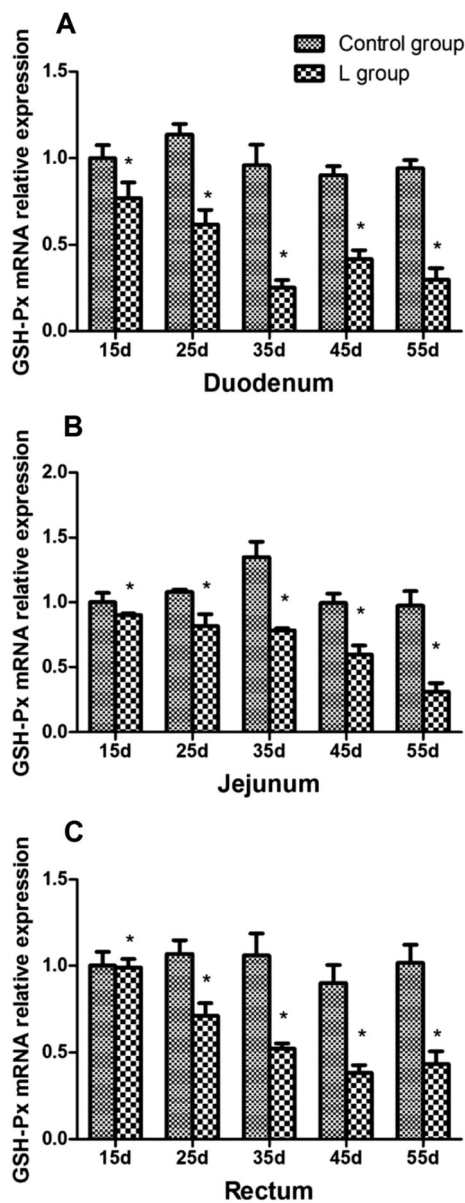 A
Control group
L group
GSH-Px mRNA relative expression
1.5
1.0
0.5
0.0
*
*
*
*
*
15d 25d 35d 45d 55d
Duodenum
B
GSH-Px mRNA relative expression
2.0
1.5
1.0
0.5
0.0
*
*
*
*
*
15d 25d 35d 45d 55d
Jejunum
C
GSH-Px mRNA relative expression
1.5
1.0
0.5
0.0
*
*
*
*
*
15d 25d 35d 45d 55d
Rectum